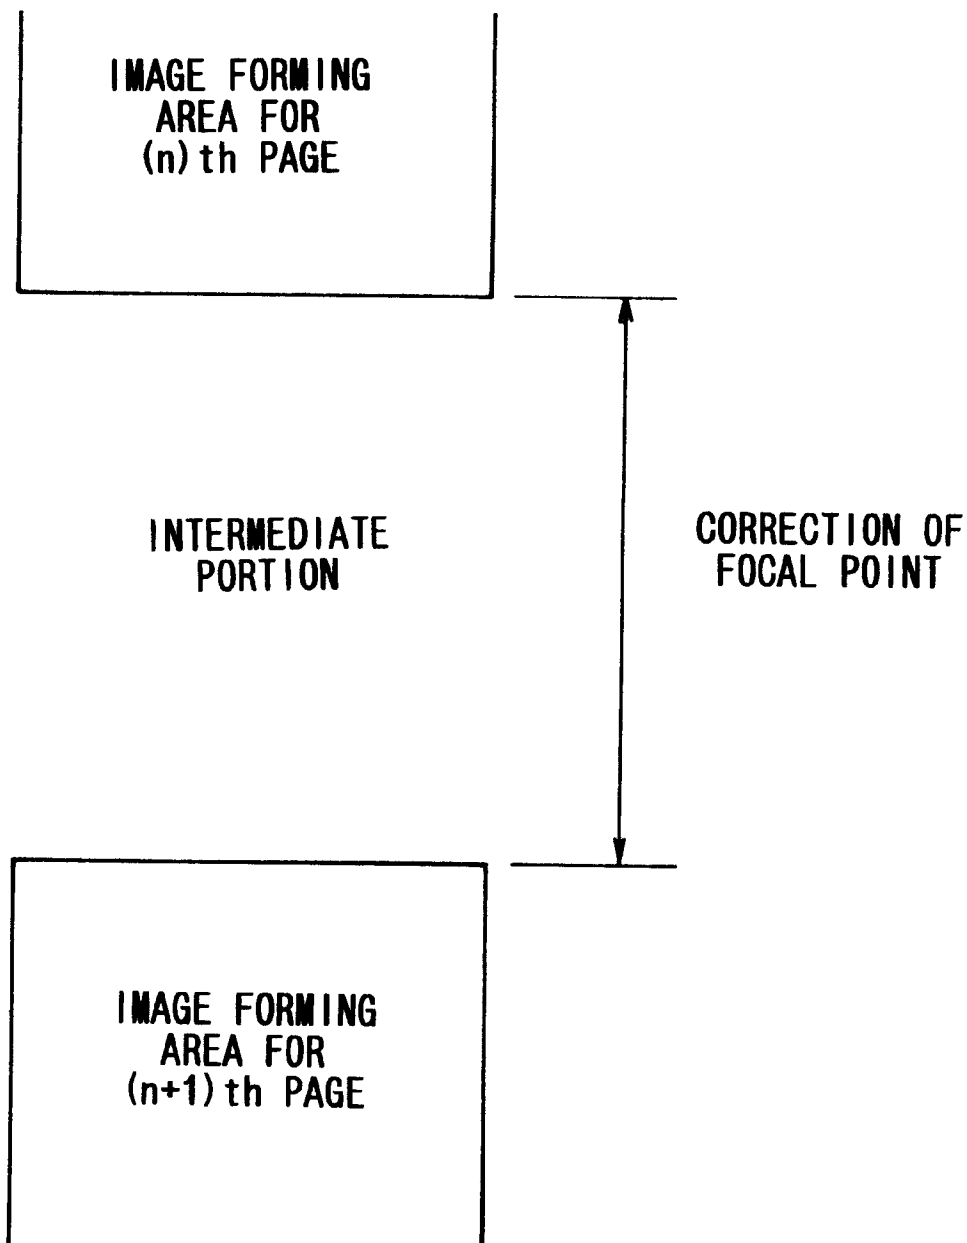 IMAGE FORMING
AREA FOR
(n)th PAGE
INTERMEDIATE
PORTION
CORRECTION OF
FOCAL POINT
IMAGE FORMING
AREA FOR
(n+1)th PAGE